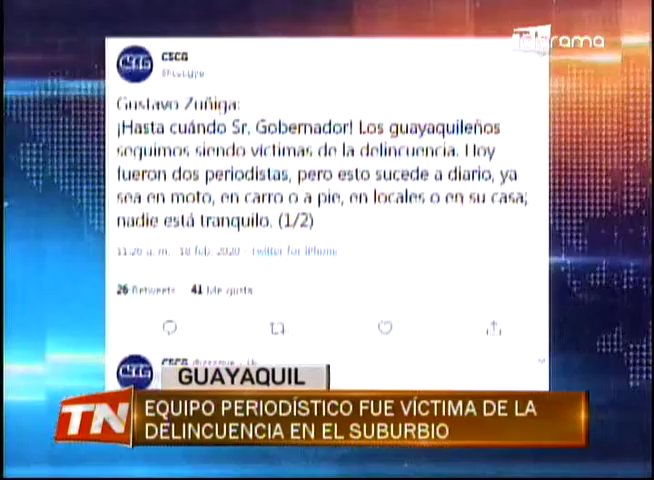 Telerama
CSCG
CSCG
Gustavo Zuñiga:
¡Hasta cuándo Sr. Gobernador! Los guayaquileños
seguimos siendo víctimas de la delincuencia. Hoy
fueron dos periodistas, pero esto sucede a diario, ya
sea en moto, en carro o a pie, en locales o en su casa;
nadie está tranquilo. (1/2)
11:26 a. m. · 18 feb. 2020 · Twitter for iPhone
26 Retweets 41 Me gusta
CSCG
CSCG
GUAYAQUIL
TN
EQUIPO PERIODÍSTICO FUE VÍCTIMA DE LA
DELINCUENCIA EN EL SUBURBIO